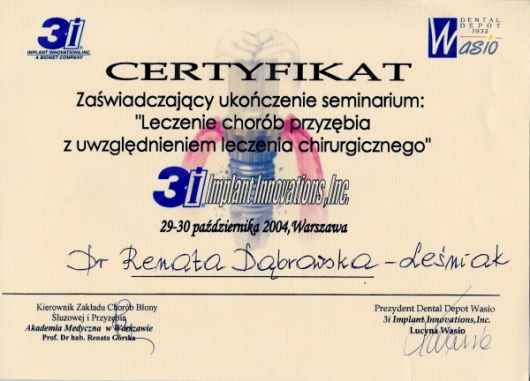 3i
IMPLANT INNOVATIONS, INC.
A BIOMET COMPANY
W DENTAL DEPOT 1932
Wasio
CERTYFIKAT
Zaświadczający ukończenie seminarium:
"Leczenie chorób przyzębia
z uwzględnieniem leczenia chirurgicznego"
3i Implant Innovations, Inc.
29-30 października 2004, Warszawa
Dr Renata Dąbrowska - Leśniak
Kierownik Zakładu Chorób Błony
Śluzowej i Przyzębia
Akademia Medyczna w Warszawie
Prof. Dr hab. Renata Górska
Prezydent Dental Depot Wasio
3i Implant Innovations, Inc.
Lucyna Wasio